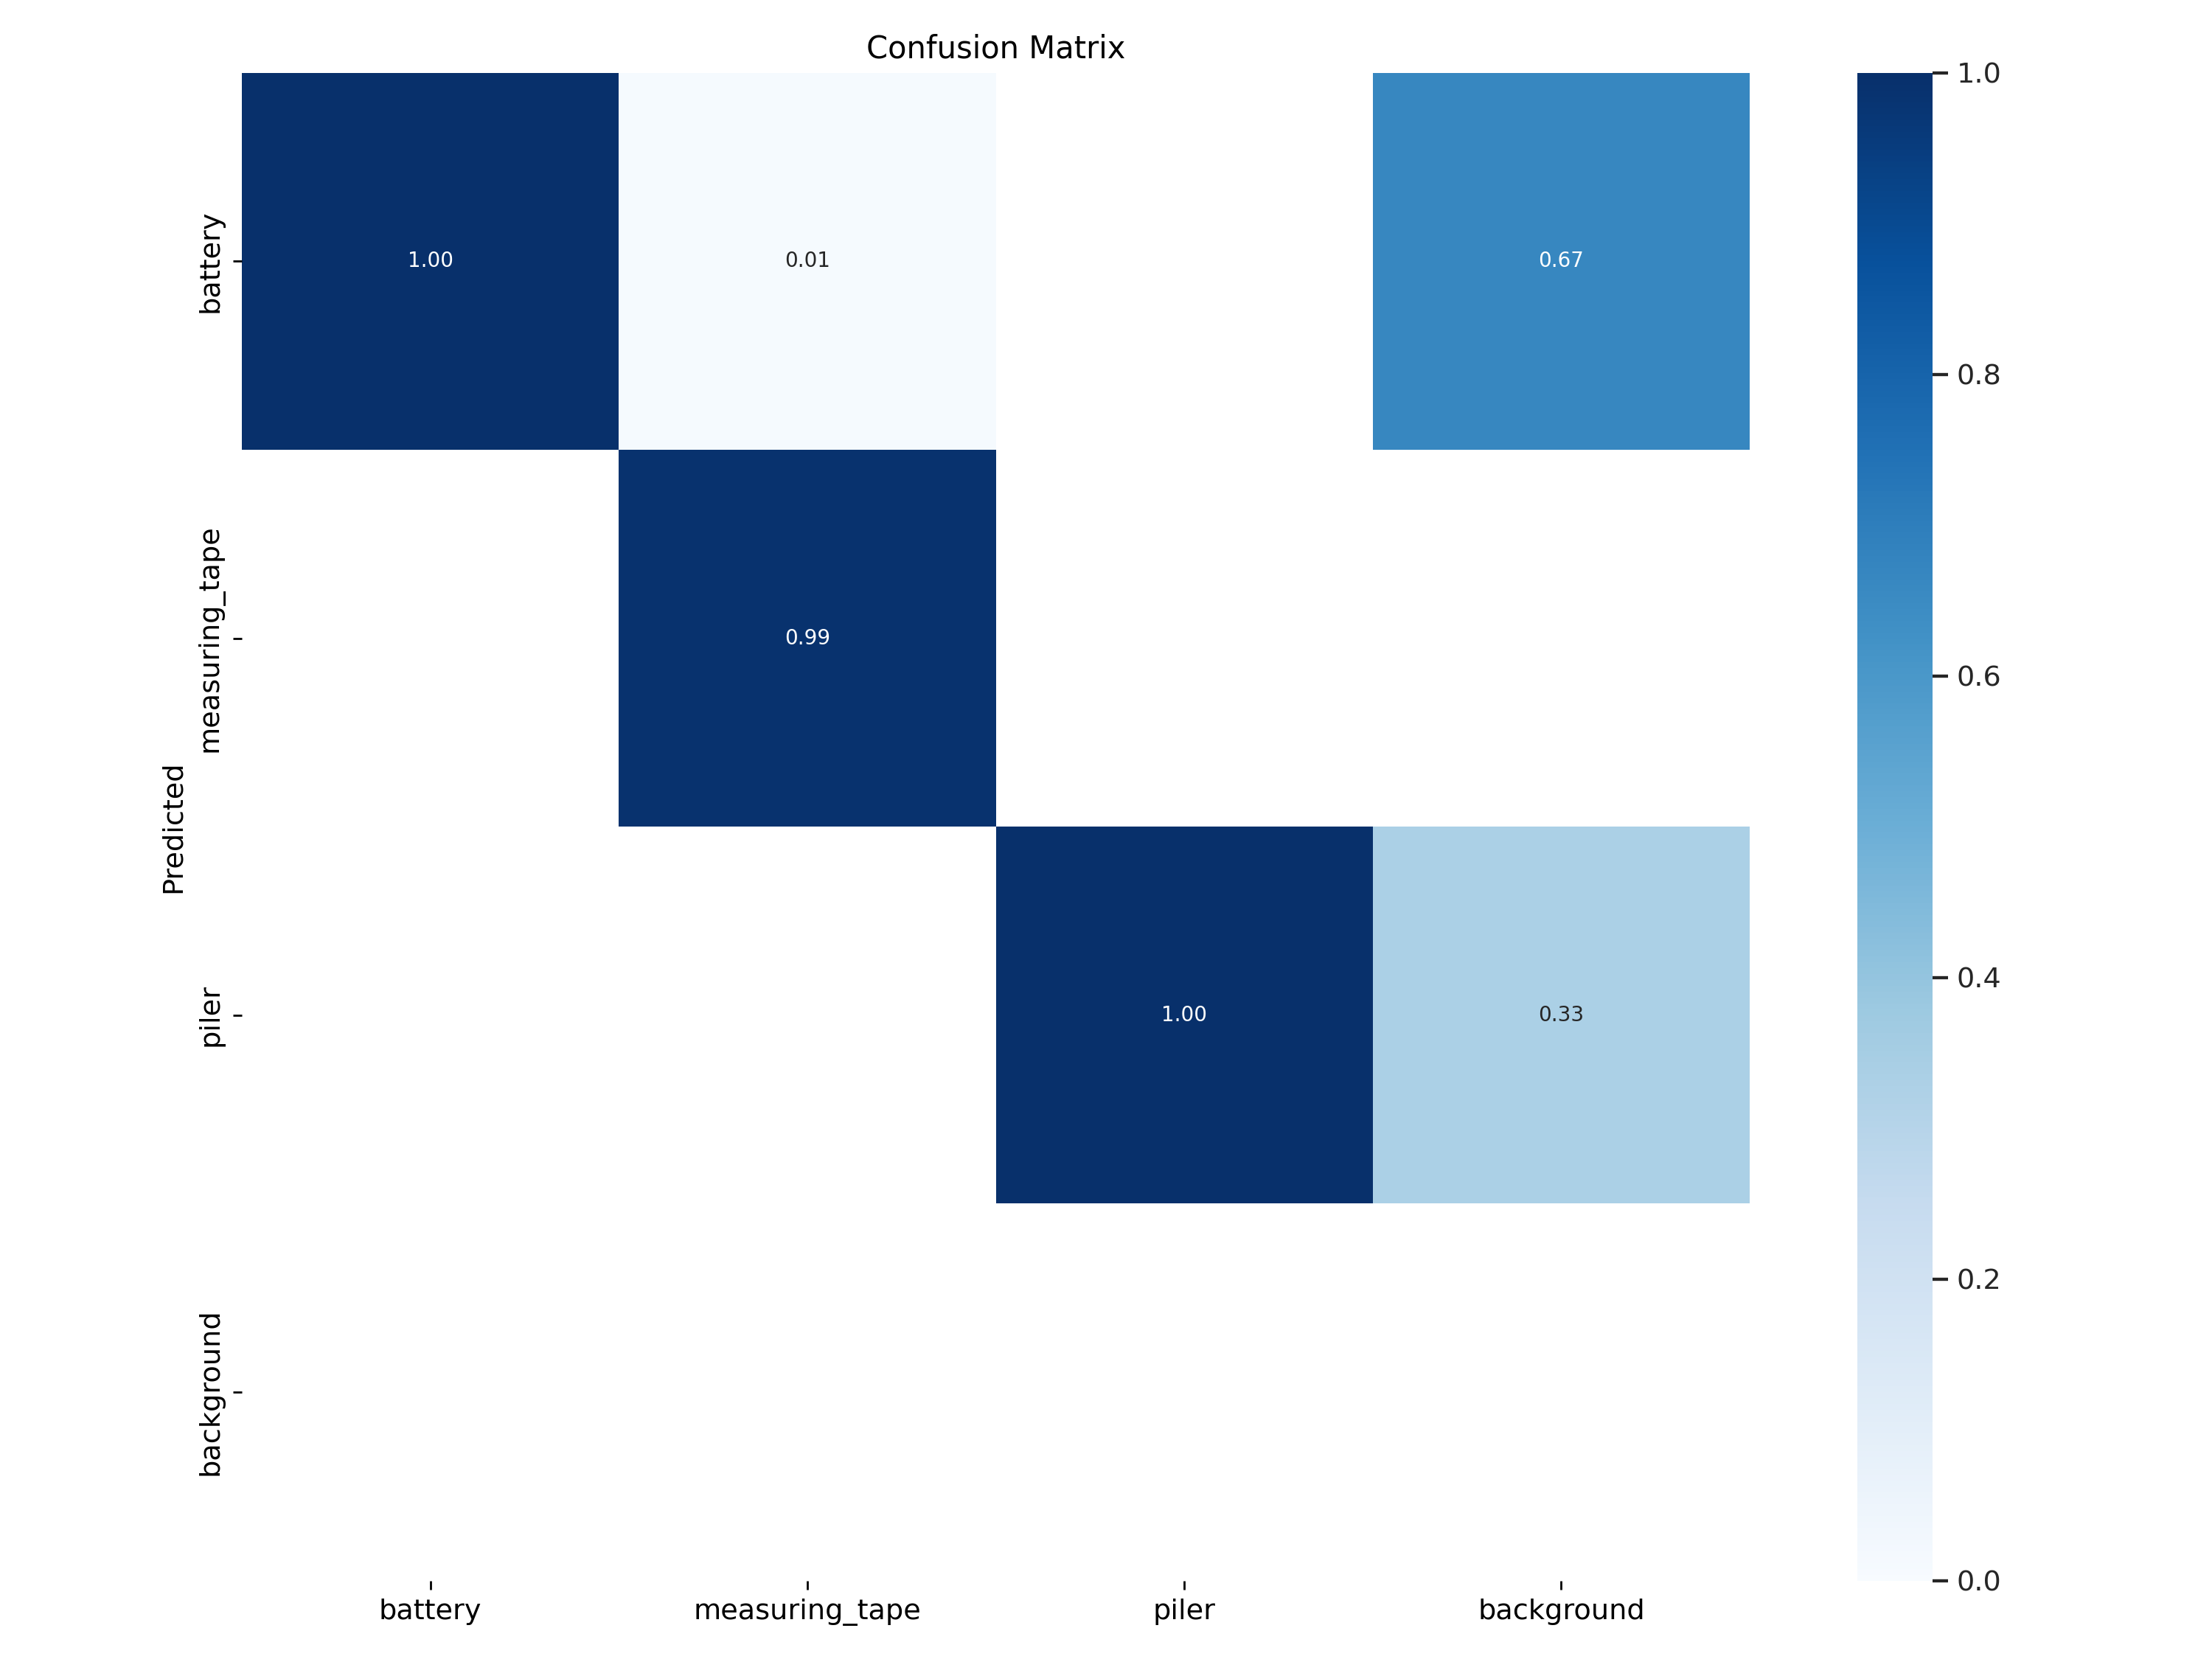 Confusion Matrix
battery
1.00
0.01
0.67
measuring_tape
0.99
Predicted
piler
1.00
0.33
background
battery
measuring_tape
piler
background
1.0
0.8
0.6
0.4
0.2
0.0